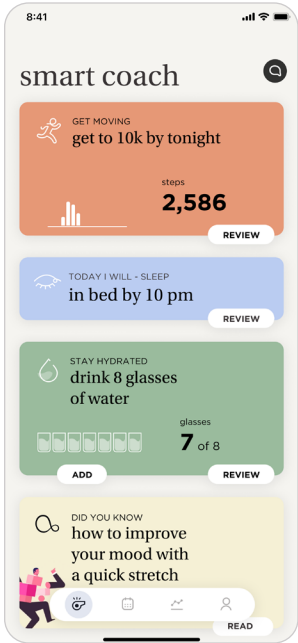 8:41
smart coach
GET MOVING
get to 10k by tonight
steps
2,586
REVIEW
TODAY I WILL - SLEEP
in bed by 10 pm
REVIEW
STAY HYDRATED
drink 8 glasses
of water
glasses
7 of 8
ADD
REVIEW
DID YOU KNOW
how to improve
your mood with
a quick stretch
READ